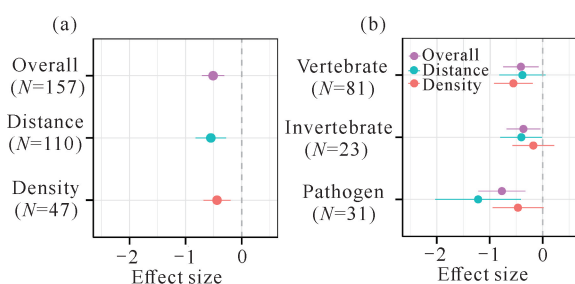 (a)
Overall
(N=157)
Distance
(N=110)
Density
(N=47)
−2 −1 0
Effect size
(b)
Overall
Distance
Density
Vertebrate
(N=81)
Invertebrate
(N=23)
Pathogen
(N=31)
−2 −1 0
Effect size